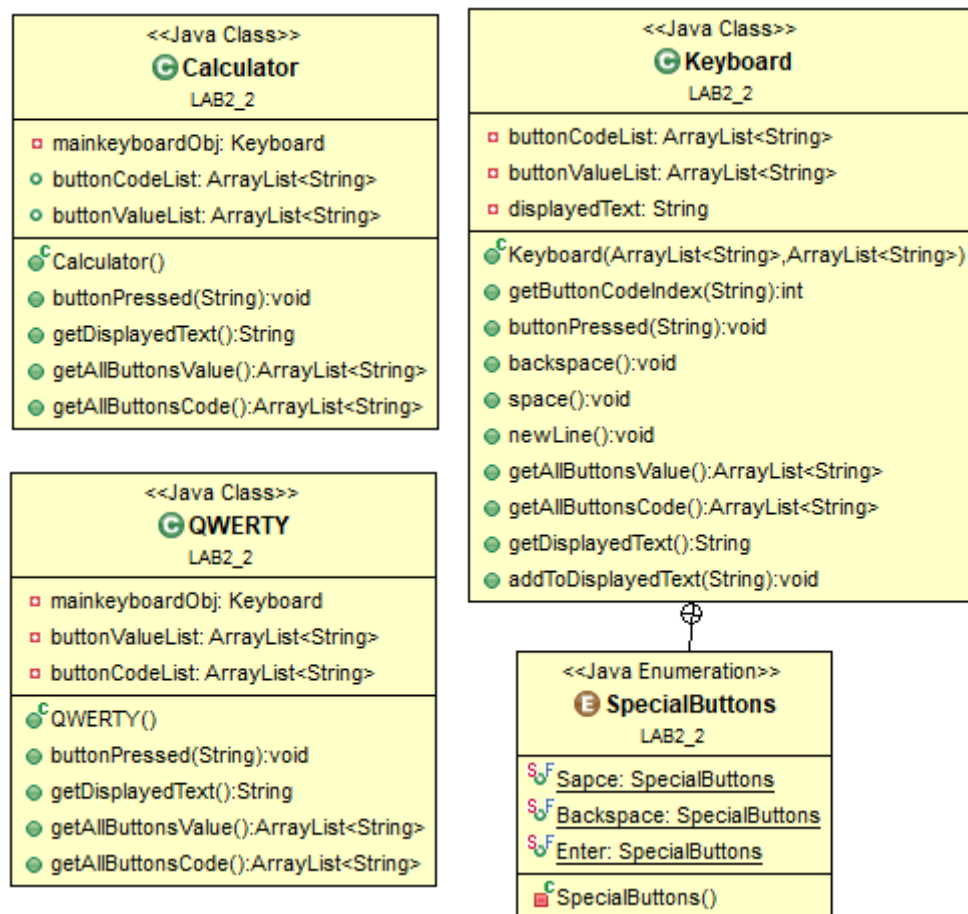 <<Java Class>>
Calculator
LAB2_2
mainkeyboardObj: Keyboard
buttonCodeList: ArrayList<String>
buttonValueList: ArrayList<String>
Calculator()
buttonPressed(String):void
getDisplayedText():String
getAllButtonsValue():ArrayList<String>
getAllButtonsCode():ArrayList<String>
<<Java Class>>
QWERTY
LAB2_2
mainkeyboardObj: Keyboard
buttonValueList: ArrayList<String>
buttonCodeList: ArrayList<String>
QWERTY()
buttonPressed(String):void
getDisplayedText():String
getAllButtonsValue():ArrayList<String>
getAllButtonsCode():ArrayList<String>
<<Java Class>>
Keyboard
LAB2_2
buttonCodeList: ArrayList<String>
buttonValueList: ArrayList<String>
displayedText: String
Keyboard(ArrayList<String>,ArrayList<String>)
getButtonCodeIndex(String):int
buttonPressed(String):void
backspace():void
space():void
newLine():void
getAllButtonsValue():ArrayList<String>
getAllButtonsCode():ArrayList<String>
getDisplayedText():String
addToDisplayedText(String):void
<<Java Enumeration>>
SpecialButtons
LAB2_2
Sapce: SpecialButtons
Backspace: SpecialButtons
Enter: SpecialButtons
SpecialButtons()